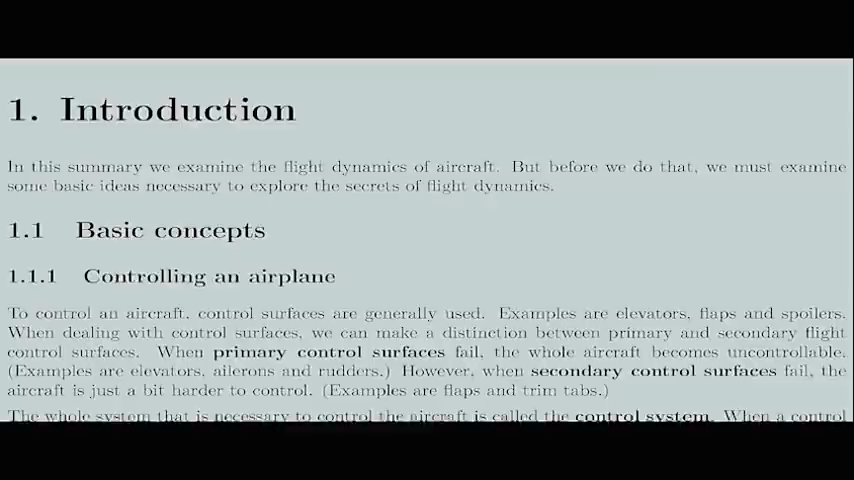 1. Introduction
In this summary we examine the flight dynamics of aircraft. But before we do that, we must examine
some basic ideas necessary to explore the secrets of flight dynamics.
1.1 Basic concepts
1.1.1 Controlling an airplane
To control an aircraft, control surfaces are generally used. Examples are elevators, flaps and spoilers.
When dealing with control surfaces, we can make a distinction between primary and secondary flight
control surfaces. When primary control surfaces fail, the whole aircraft becomes uncontrollable.
(Examples are elevators, ailerons and rudders.) However, when secondary control surfaces fail, the
aircraft is just a bit harder to control. (Examples are flaps and trim tabs.)
The whole system that is necessary to control the aircraft is called the control system. When a control